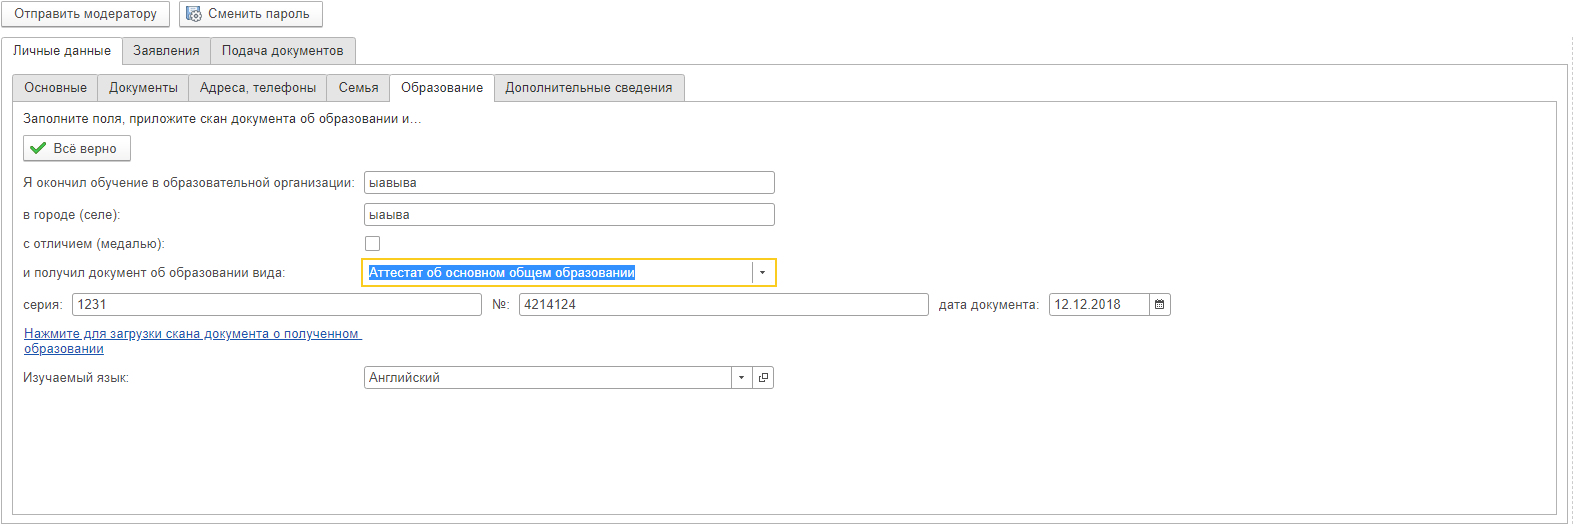 Отправить модератору Сменить пароль
Личные данные Заявления Подача документов
Основные Документы Адреса, телефоны Семья Образование Дополнительные сведения
Заполните поля, приложите скан документа об образовании и…
Всё верно
Я окончил обучение в образовательной организации: ыавыва
в городе (селе): ыаыва
с отличием (медалью):
и получил документ об образовании вида: Аттестат об основном общем образовании
серия: 1231 №: 4214124 дата документа: 12.12.2018
Нажмите для загрузки скана документа о полученном
образовании
Изучаемый язык: Английский